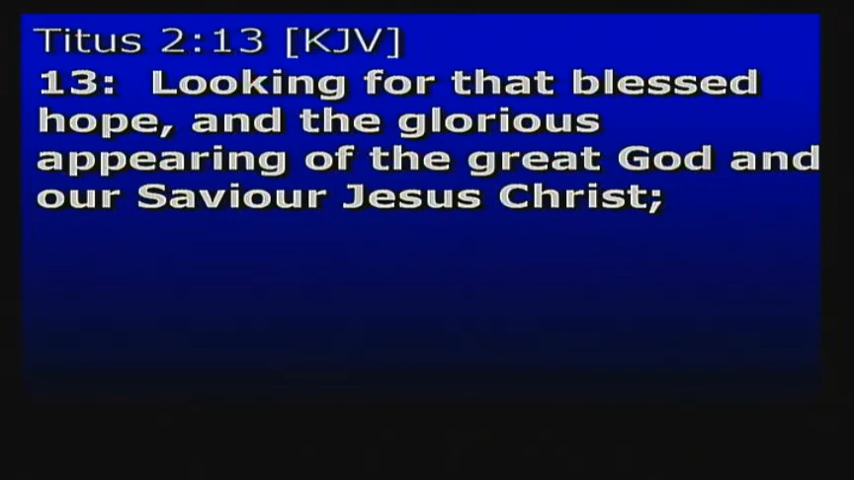 Titus 2:13 [KJV]
13: Looking for that blessed
hope, and the glorious
appearing of the great God and
our Saviour Jesus Christ;